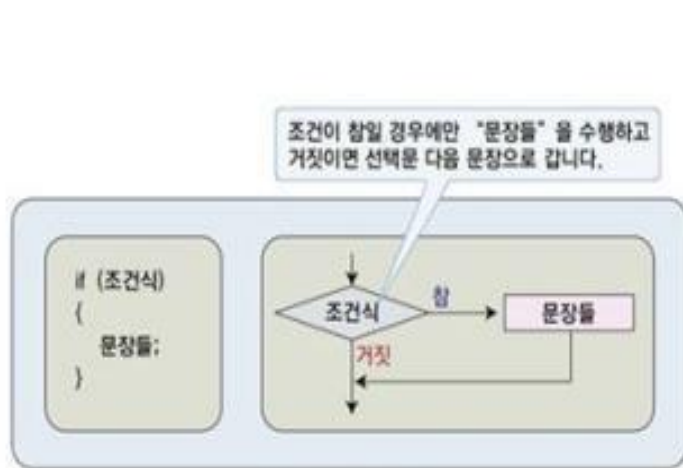 조건이 참일 경우에만 "문장들" 을 수행하고
거짓이면 선택문 다음 문장으로 갑니다.
if (조건식)
{
문장들;
}
조건식
참
문장들
거짓